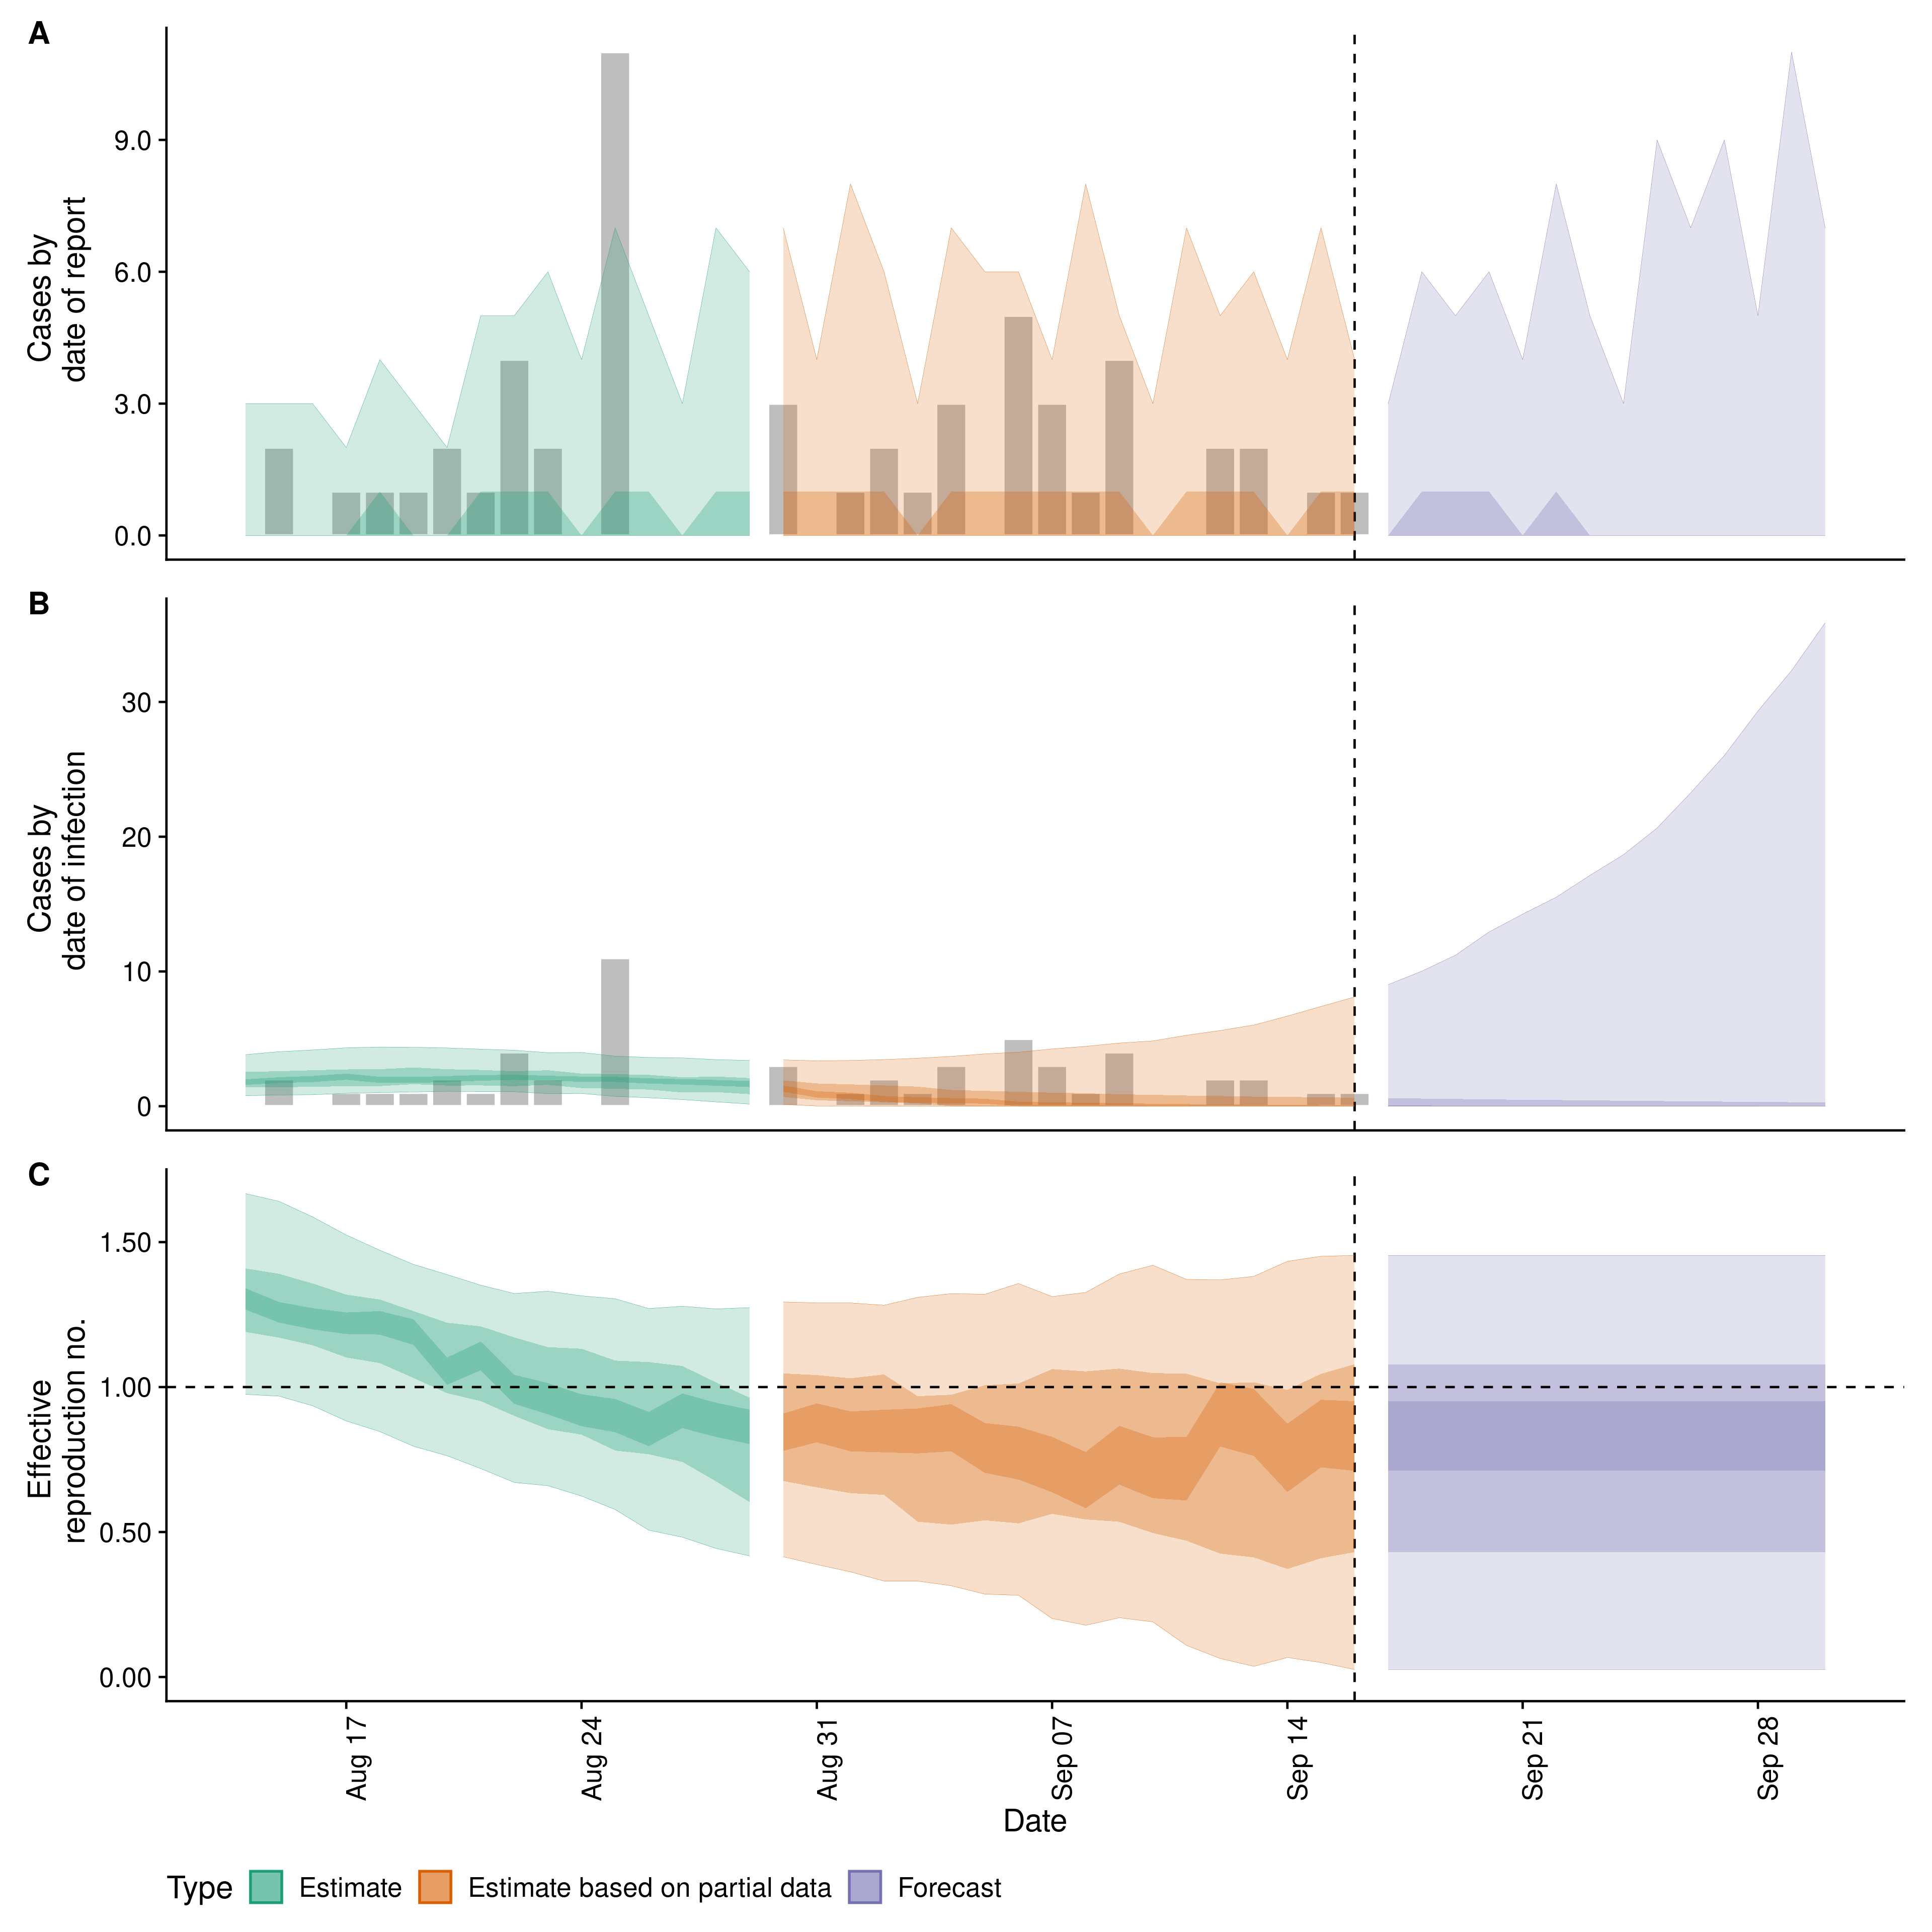 A
Cases by
date of report
9.0
6.0
3.0
0.0
B
Cases by
date of infection
30
20
10
0
C
Effective
reproduction no.
1.50
1.00
0.50
0.00
Aug 17
Aug 24
Aug 31
Sep 07
Sep 14
Sep 21
Sep 28
Date
Type Estimate Estimate based on partial data Forecast